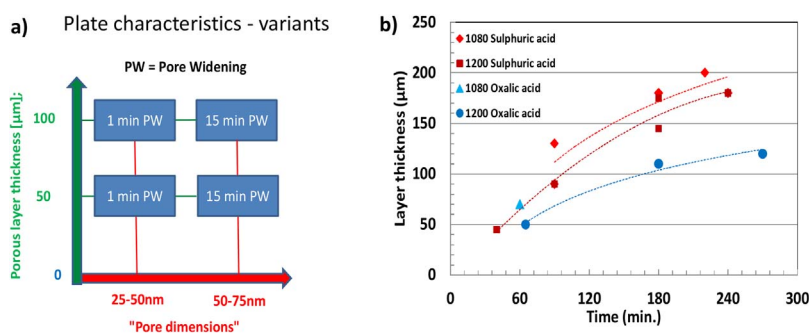 a)
Plate characteristics - variants
PW = Pore Widening
Porous layer thickness [µm];
100
50
0
1 min PW
15 min PW
1 min PW
15 min PW
25-50nm
50-75nm
"Pore dimensions"
b)
Layer thickness (µm)
250
200
150
100
50
0
1080 Sulphuric acid
1200 Sulphuric acid
1080 Oxalic acid
1200 Oxalic acid
0
60
120
180
240
300
Time (min.)